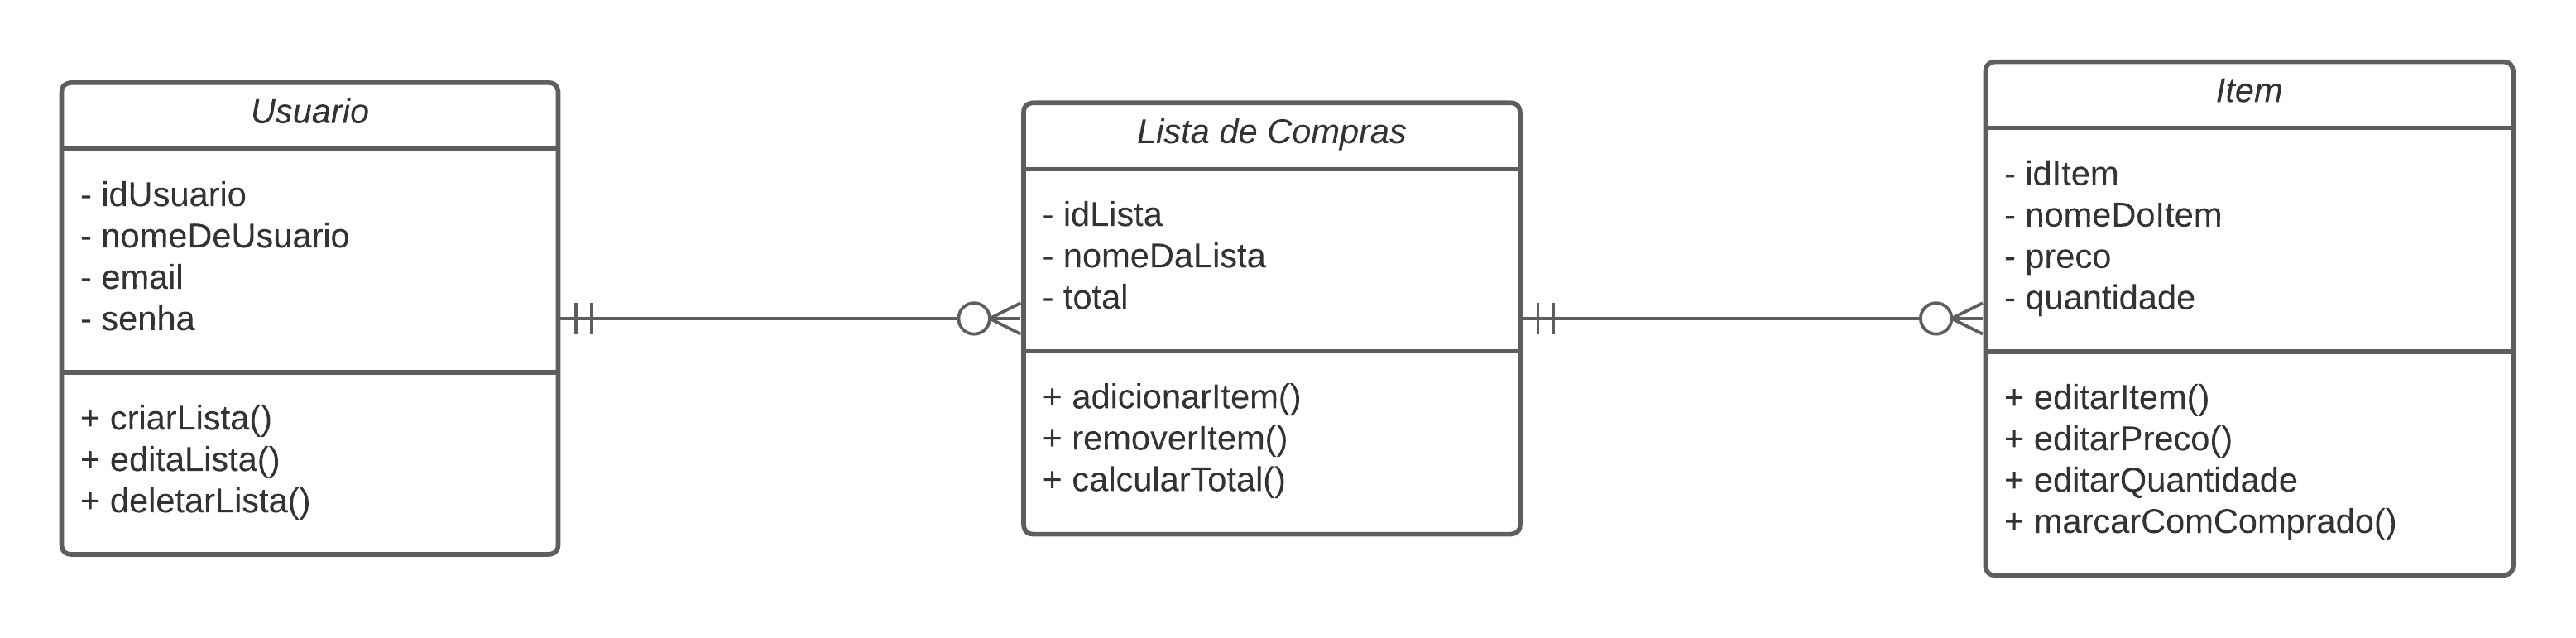 Usuario
- idUsuario
- nomeDeUsuario
- email
- senha
+ criarLista()
+ editaLista()
+ deletarLista()
Lista de Compras
- idLista
- nomeDaLista
- total
+ adicionarItem()
+ removerItem()
+ calcularTotal()
Item
- idItem
- nomeDoItem
- preco
- quantidade
+ editarItem()
+ editarPreco()
+ editarQuantidade
+ marcarComComprado()